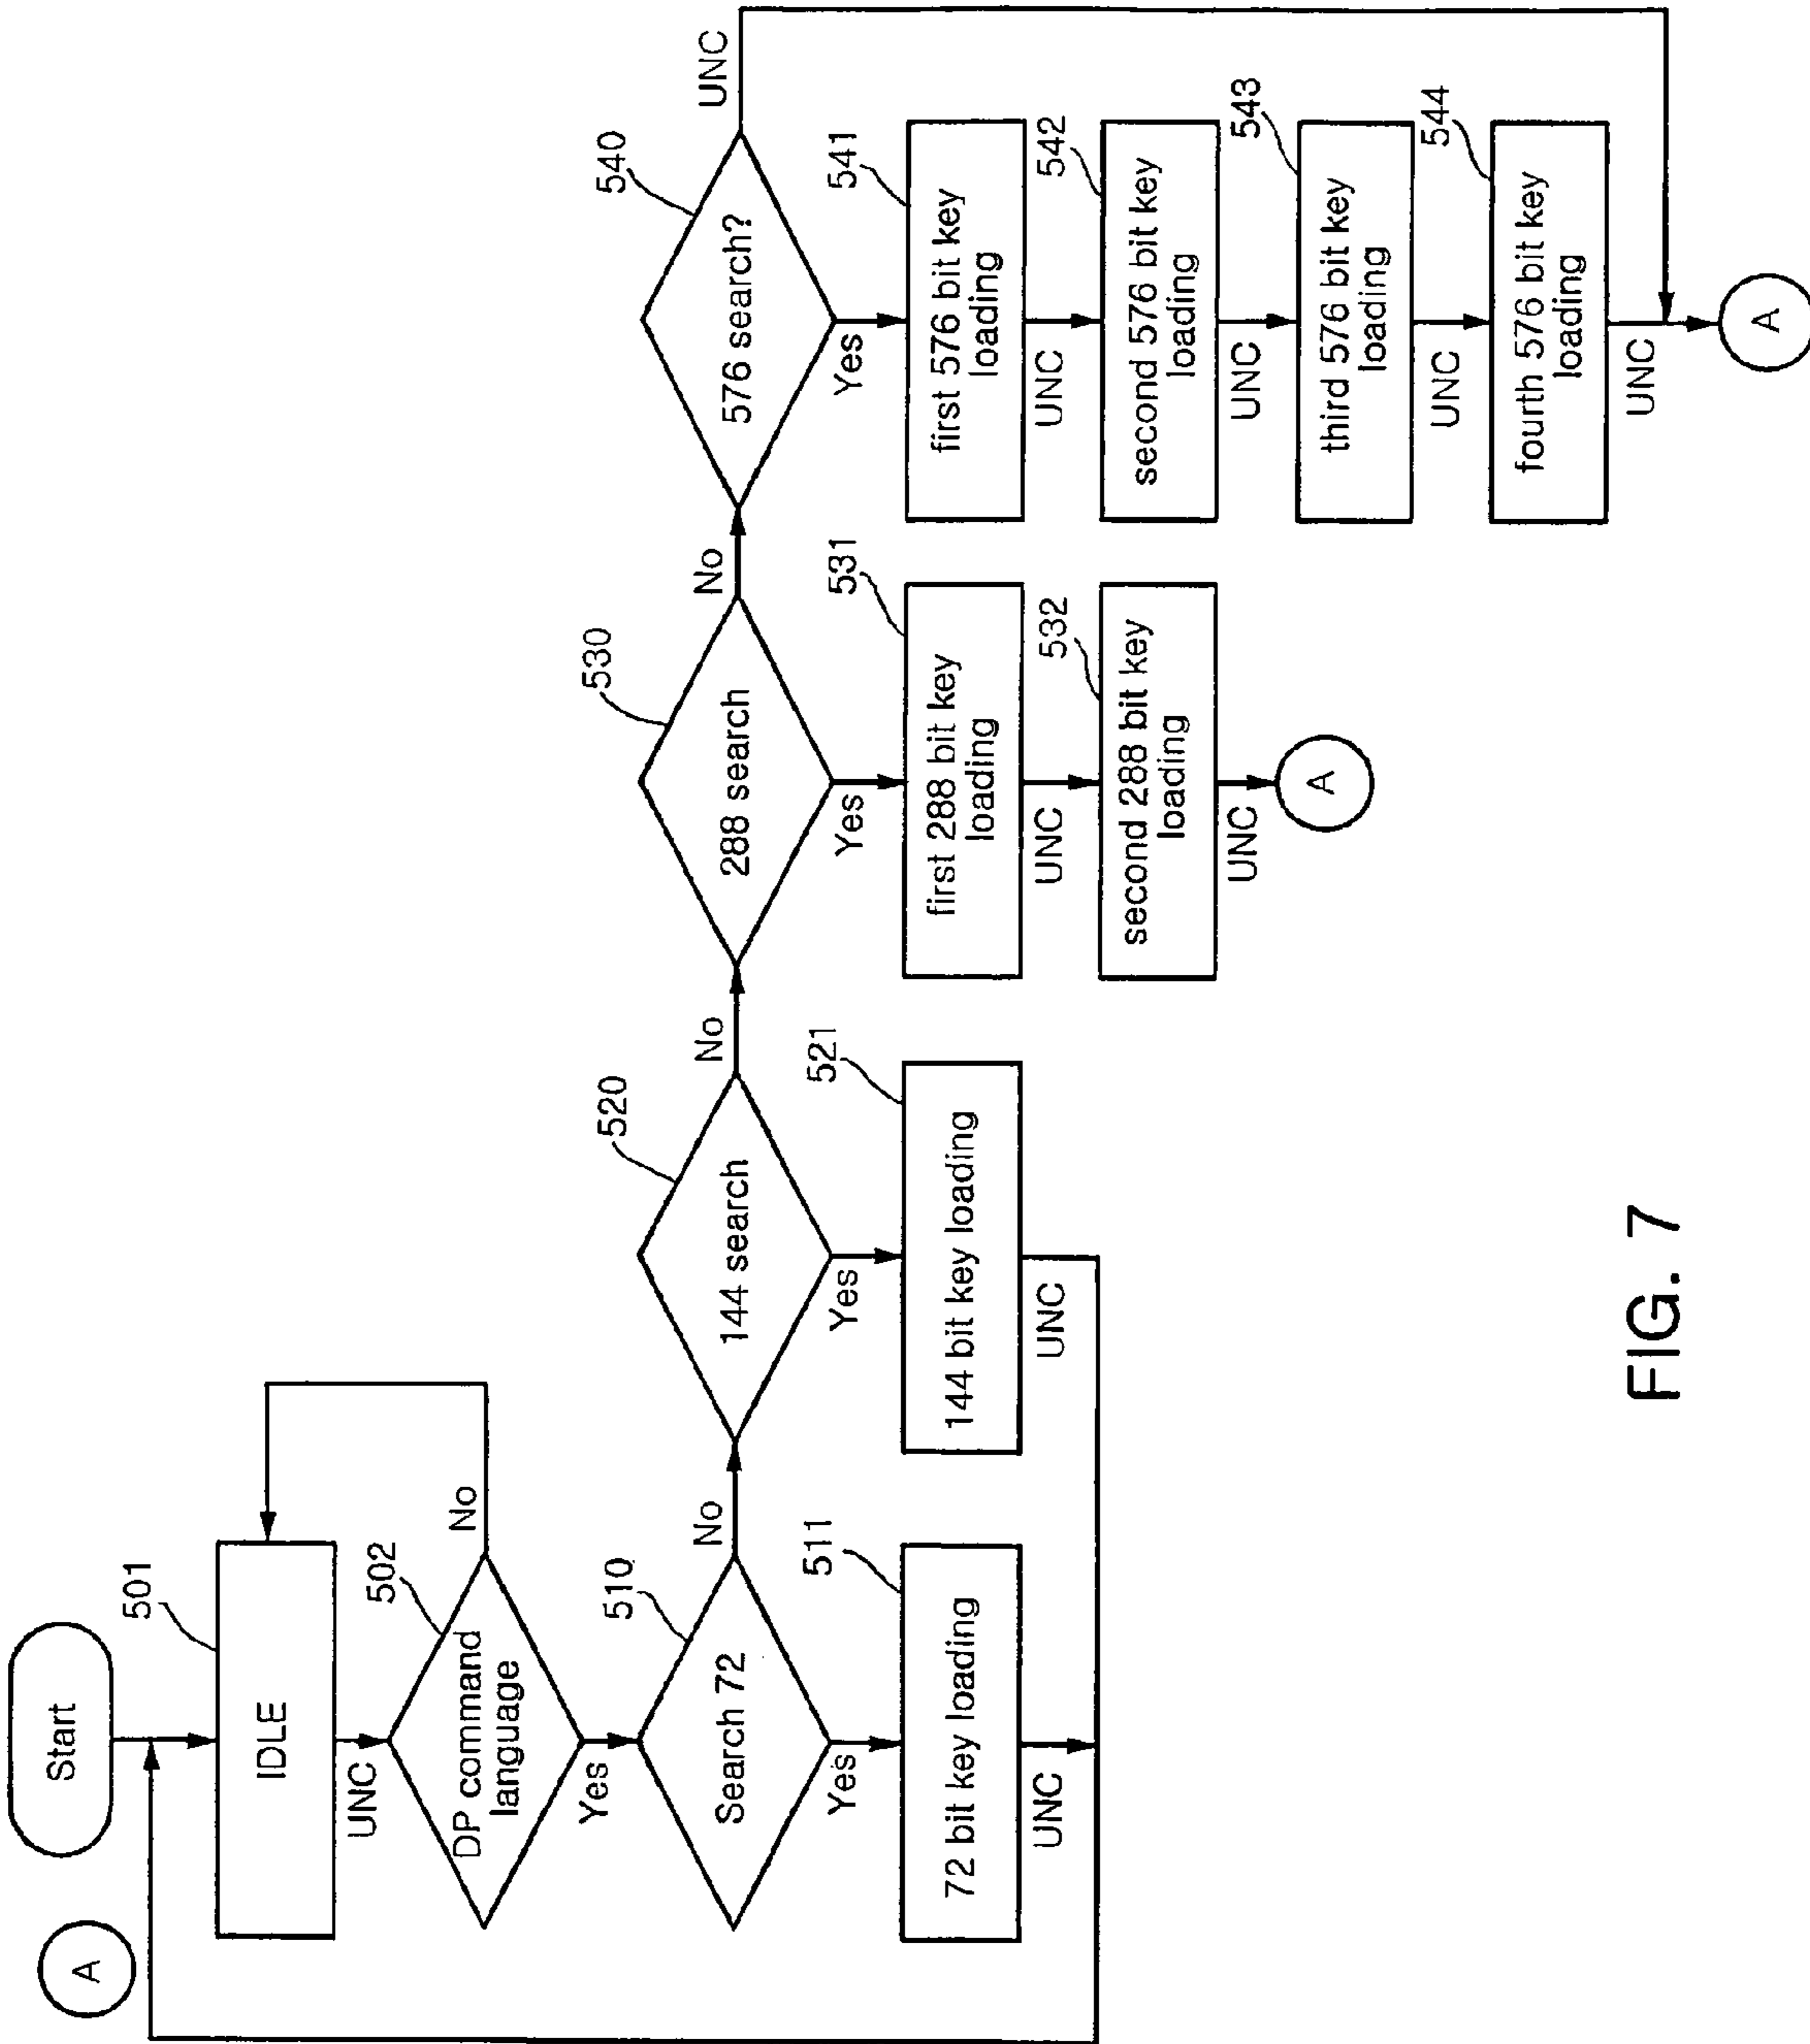 Start
A
501
IDLE
UNC
502
DP command
language
No
Yes
510
Search 72
No
Yes
511
72 bit key loading
UNC
520
144 search
No
Yes
521
144 bit key loading
UNC
530
288 search
No
Yes
531
first 288 bit key
loading
UNC
532
second 288 bit key
loading
UNC
A
540
576 search?
UNC
Yes
541
first 576 bit key
loading
UNC
542
second 576 bit key
loading
UNC
543
third 576 bit key
loading
UNC
544
fourth 576 bit key
loading
UNC
A
FIG. 7